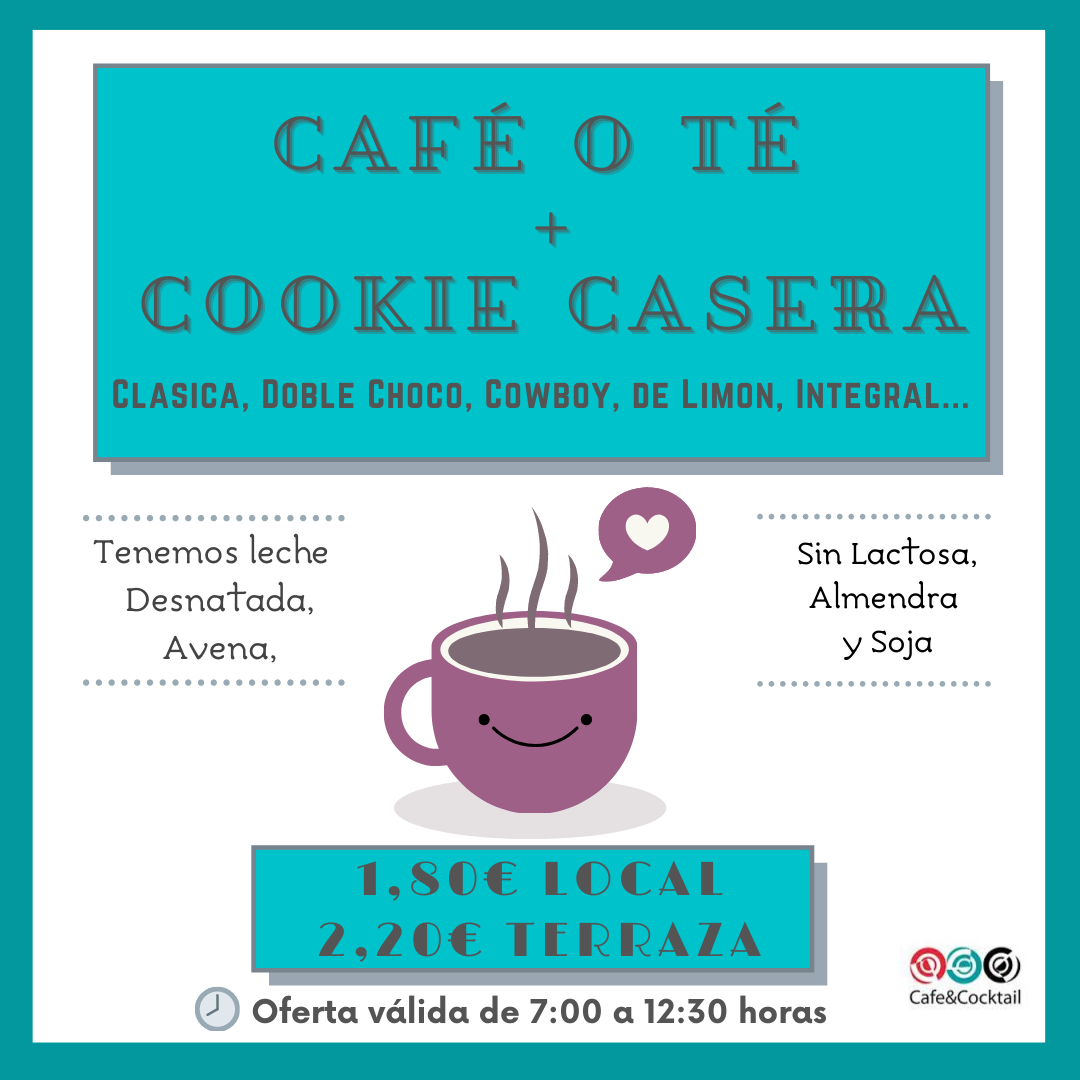 CAFÉ O TÉ
+
COOKIE CASERA
CLASICA, DOBLE CHOCO, COWBOY, DE LIMON, INTEGRAL...
Tenemos leche
Desnatada,
Avena,
Sin Lactosa,
Almendra
y Soja
1,80€ LOCAL
2,20€ TERRAZA
Oferta válida de 7:00 a 12:30 horas
Cafe&Cocktail